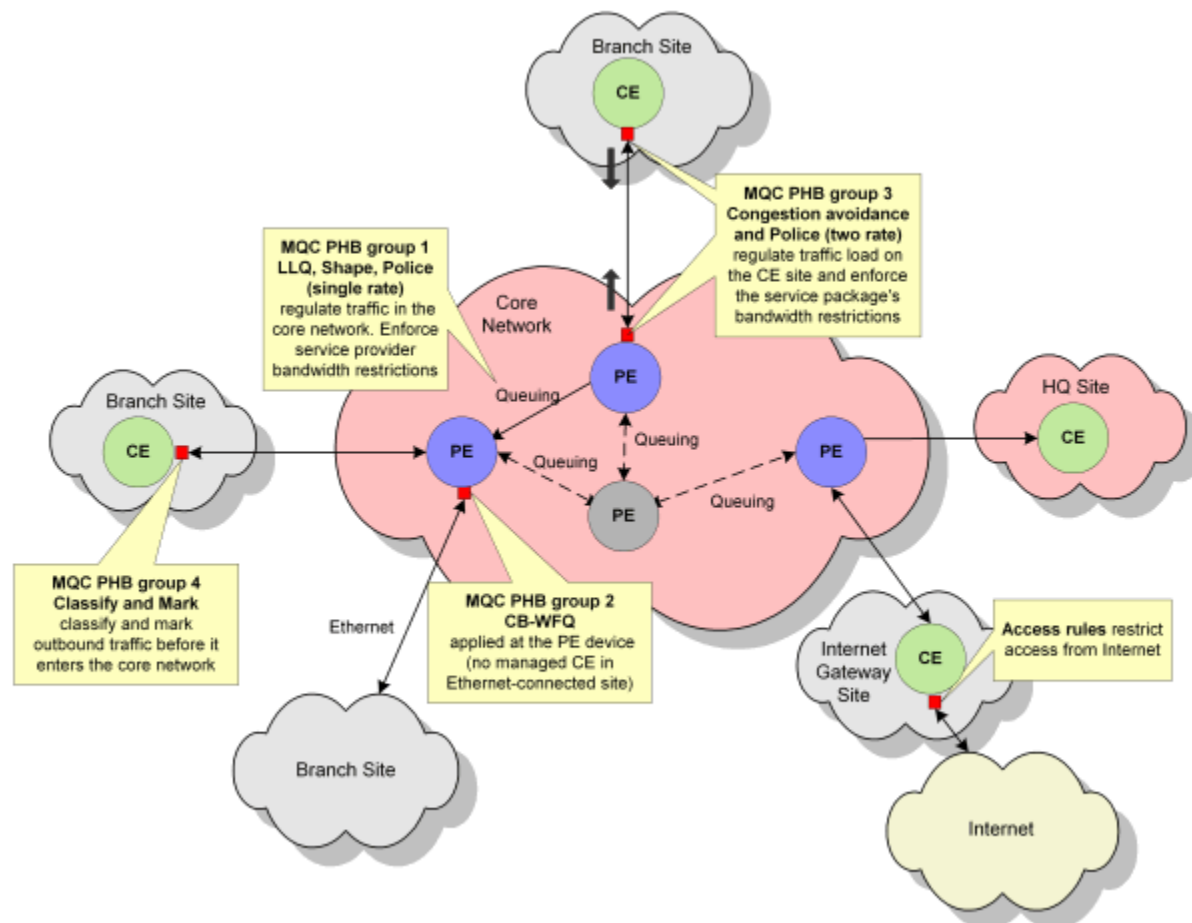 Branch Site
CE
MQC PHB group 3
Congestion avoidance
and Police (two rate)
regulate traffic load on
the CE site and enforce
the service package's
bandwidth restrictions
MQC PHB group 1
LLQ, Shape, Police
(single rate)
regulate traffic in the
core network. Enforce
service provider
bandwidth restrictions
Core
Network
PE
Queuing
Branch Site
CE
PE
Queuing
Queuing
PE
Queuing
PE
HQ Site
CE
MQC PHB group 4
Classify and Mark
classify and mark
outbound traffic before it
enters the core network
Ethernet
MQC PHB group 2
CB-WFQ
applied at the PE device
(no managed CE in
Ethernet-connected site)
Internet
Gateway
Site
CE
Access rules restrict
access from Internet
Branch Site
Internet